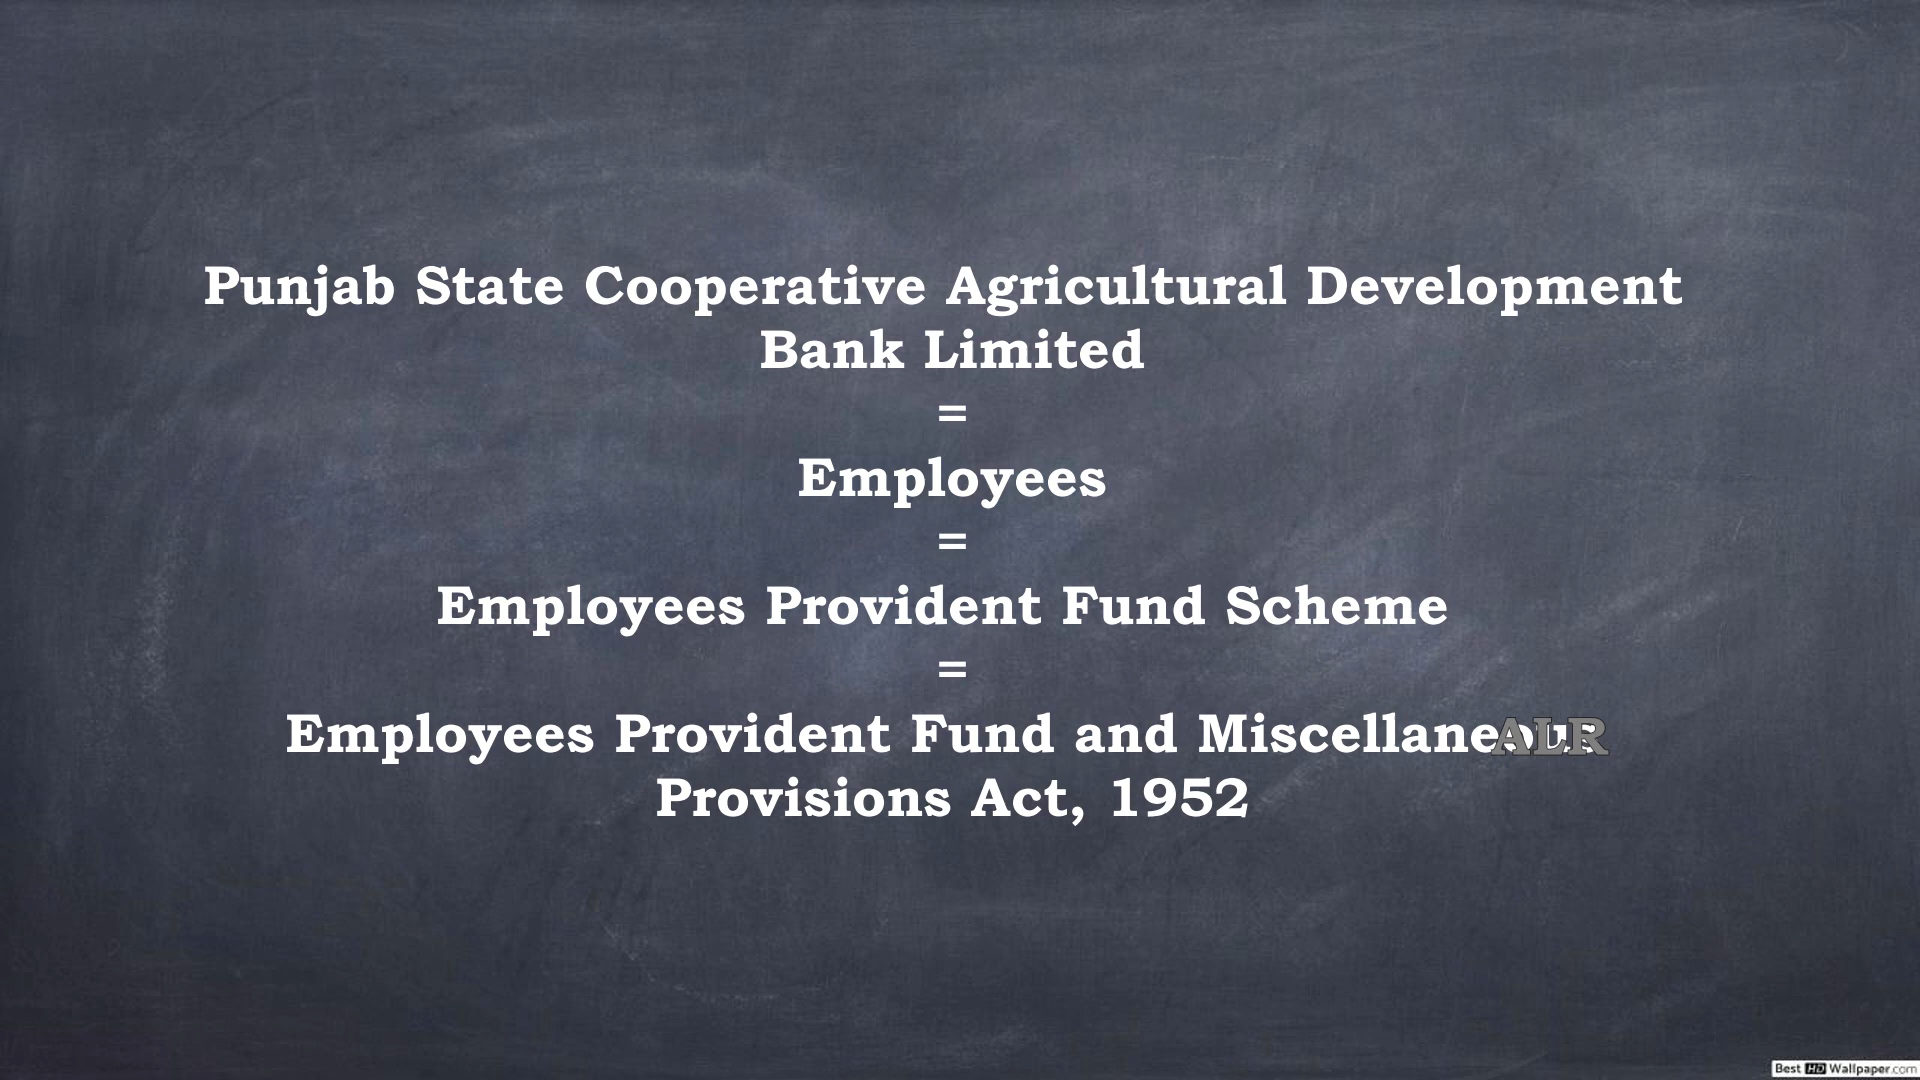 Punjab State Cooperative Agricultural Development
Bank Limited
=
Employees
=
Employees Provident Fund Scheme
=
Employees Provident Fund and Miscellaneous
ALR
Provisions Act, 1952
Best HD Wallpaper.com